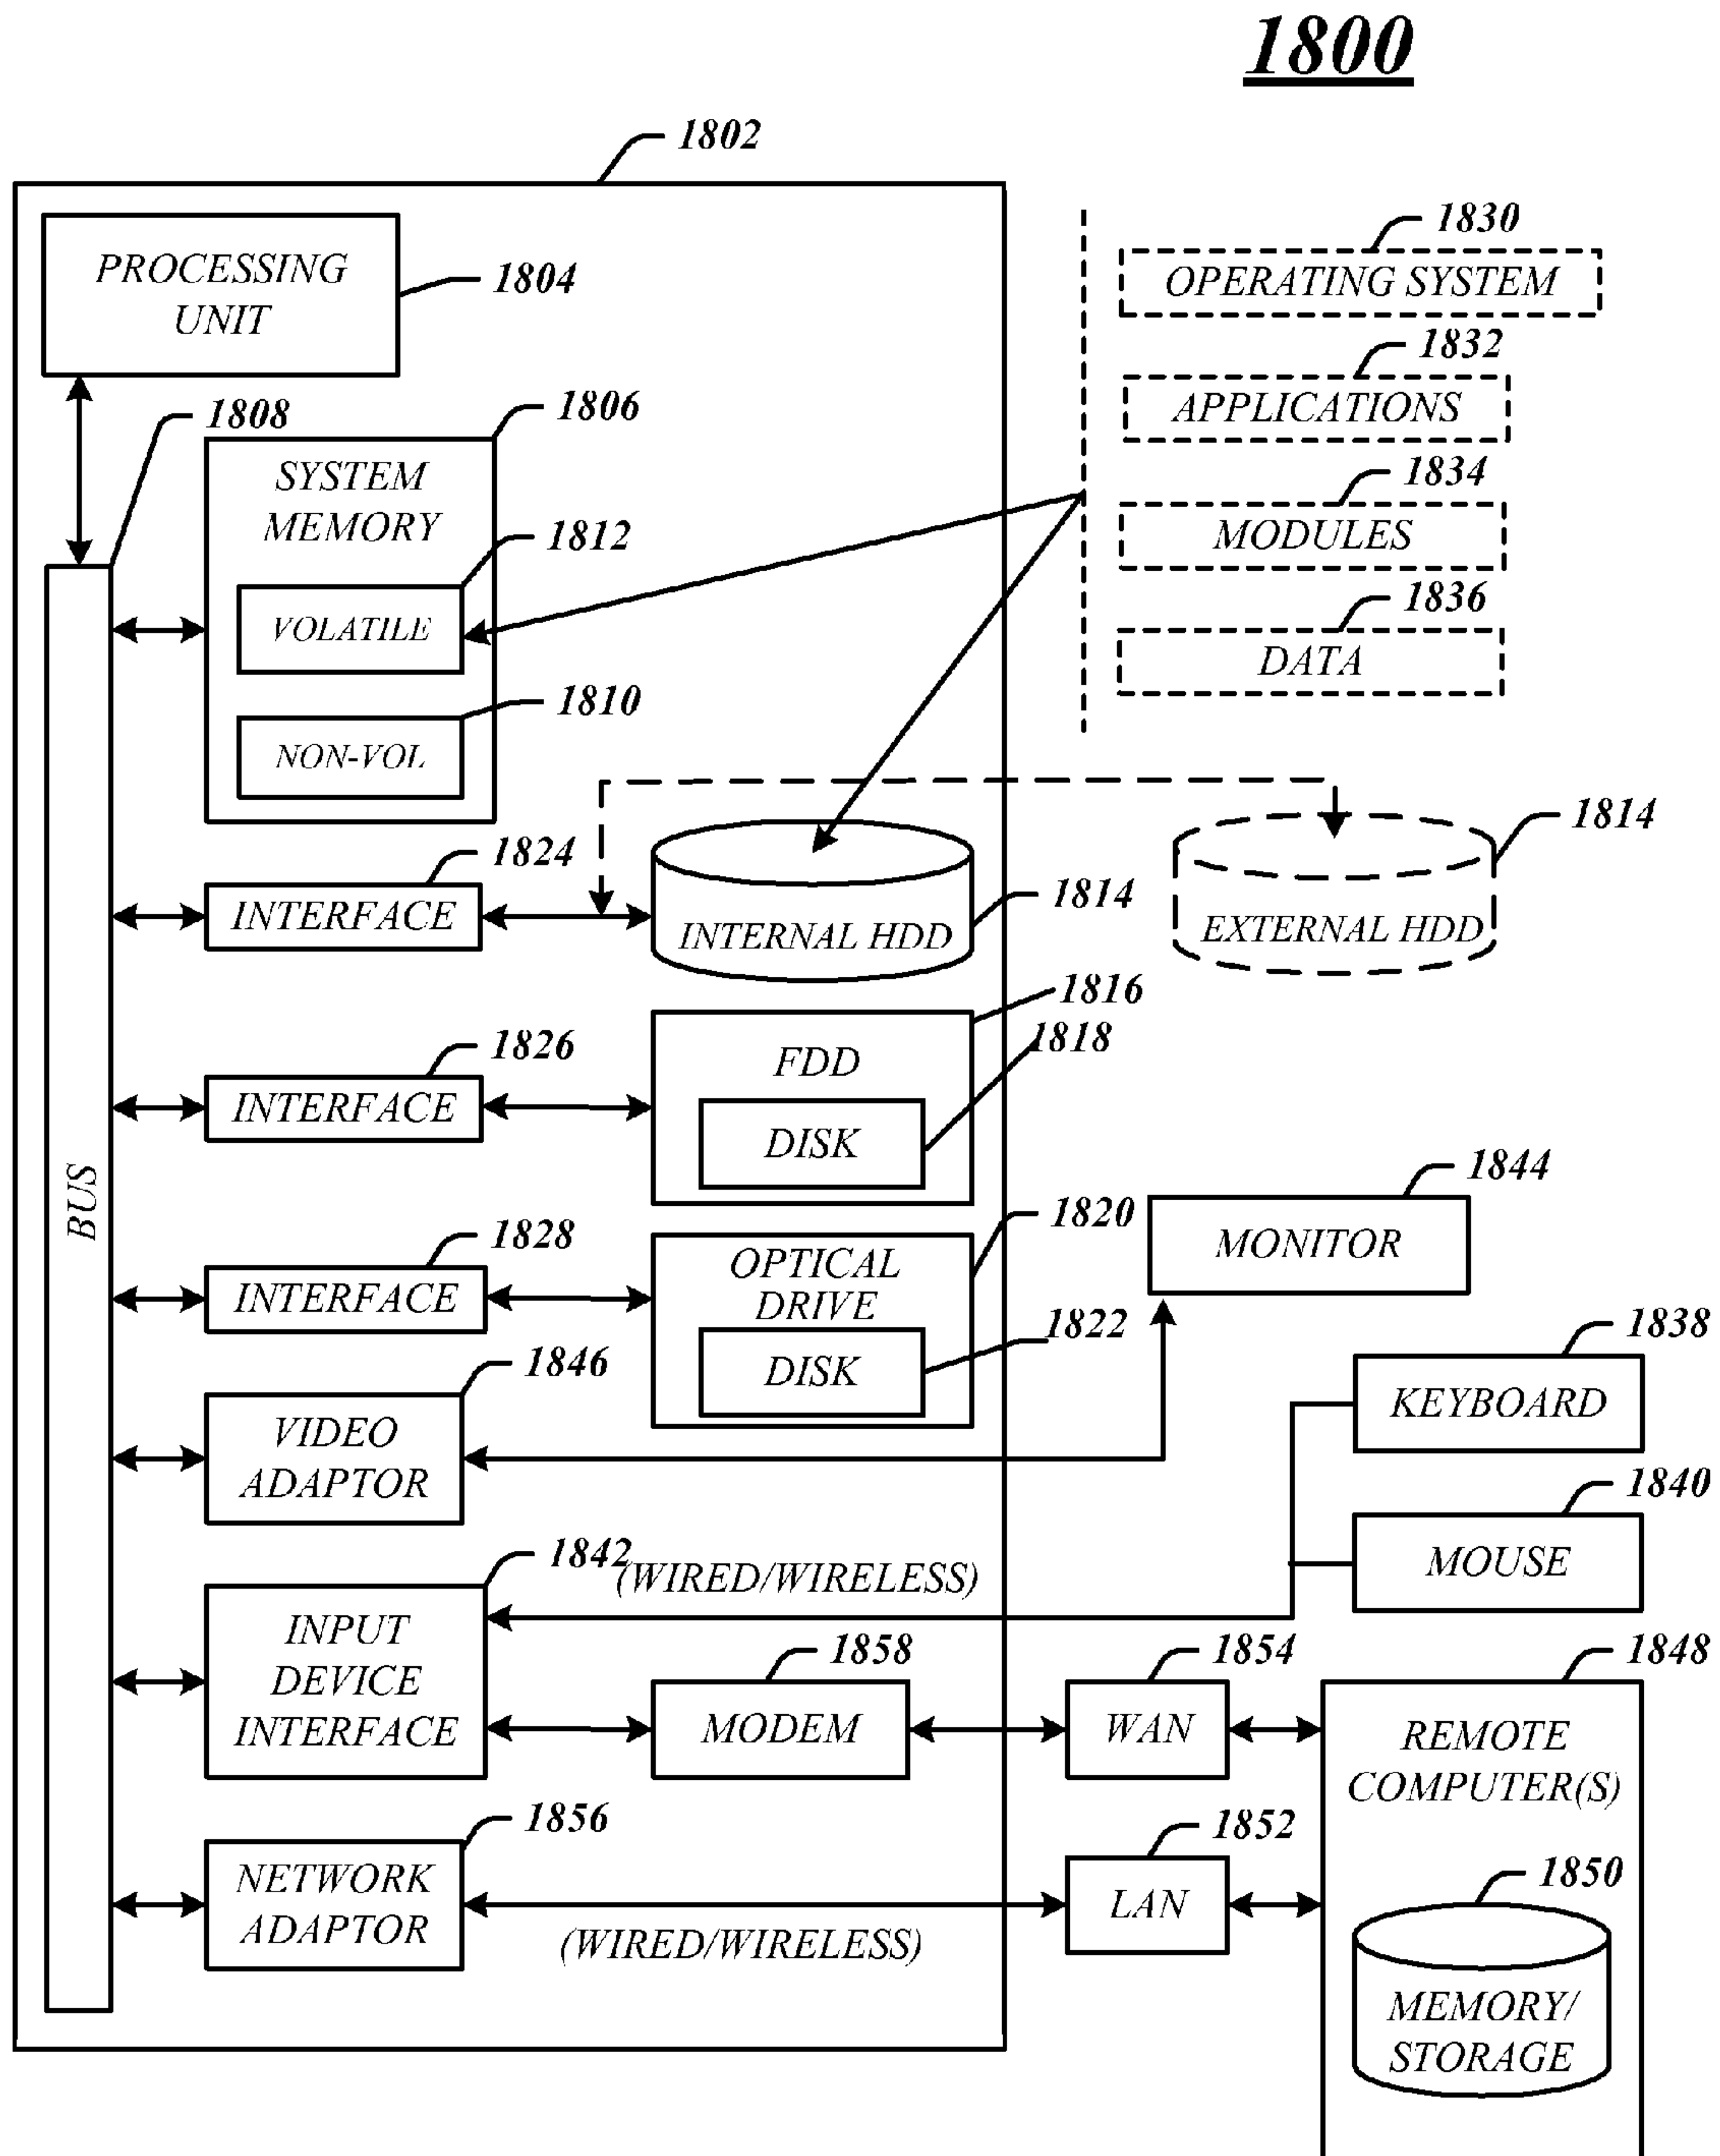 1800
1802
PROCESSING
UNIT
1804
1830
OPERATING SYSTEM
1832
APPLICATIONS
1834
MODULES
1836
DATA
1808
1806
SYSTEM
MEMORY
1812
VOLATILE
1810
NON-VOL
1824
INTERFACE
INTERNAL HDD
1814
1814
EXTERNAL HDD
1816
1818
1826
INTERFACE
FDD
DISK
BUS
1828
INTERFACE
1820
OPTICAL
DRIVE
1822
DISK
1844
MONITOR
1838
KEYBOARD
1846
VIDEO
ADAPTOR
1840
MOUSE
1842
(WIRED/WIRELESS)
INPUT
DEVICE
INTERFACE
1858
MODEM
1854
WAN
1848
REMOTE
COMPUTER(S)
1856
NETWORK
ADAPTOR
(WIRED/WIRELESS)
1852
LAN
1850
MEMORY/
STORAGE